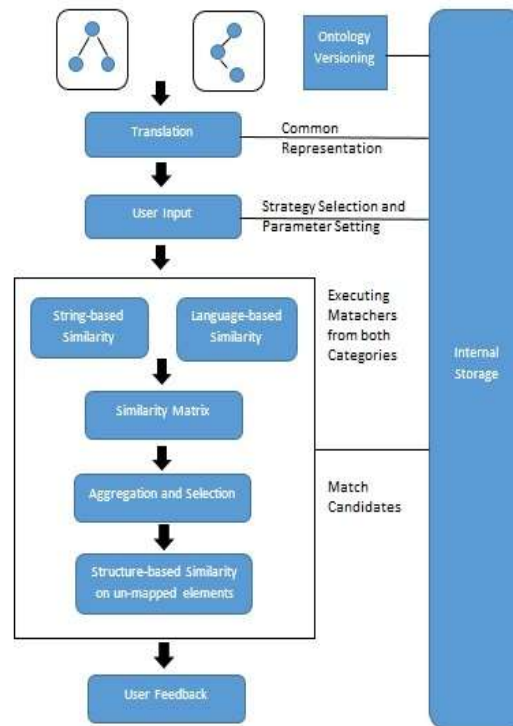 Ontology
Versioning
Translation
Common
Representation
User Input
Strategy Selection and
Parameter Setting
String-based
Similarity
Language-based
Similarity
Executing
Matachers
from both
Categories
Internal
Storage
Similarity Matrix
Aggregation and Selection
Match
Candidates
Structure-based Similarity
on un-mapped elements
User Feedback